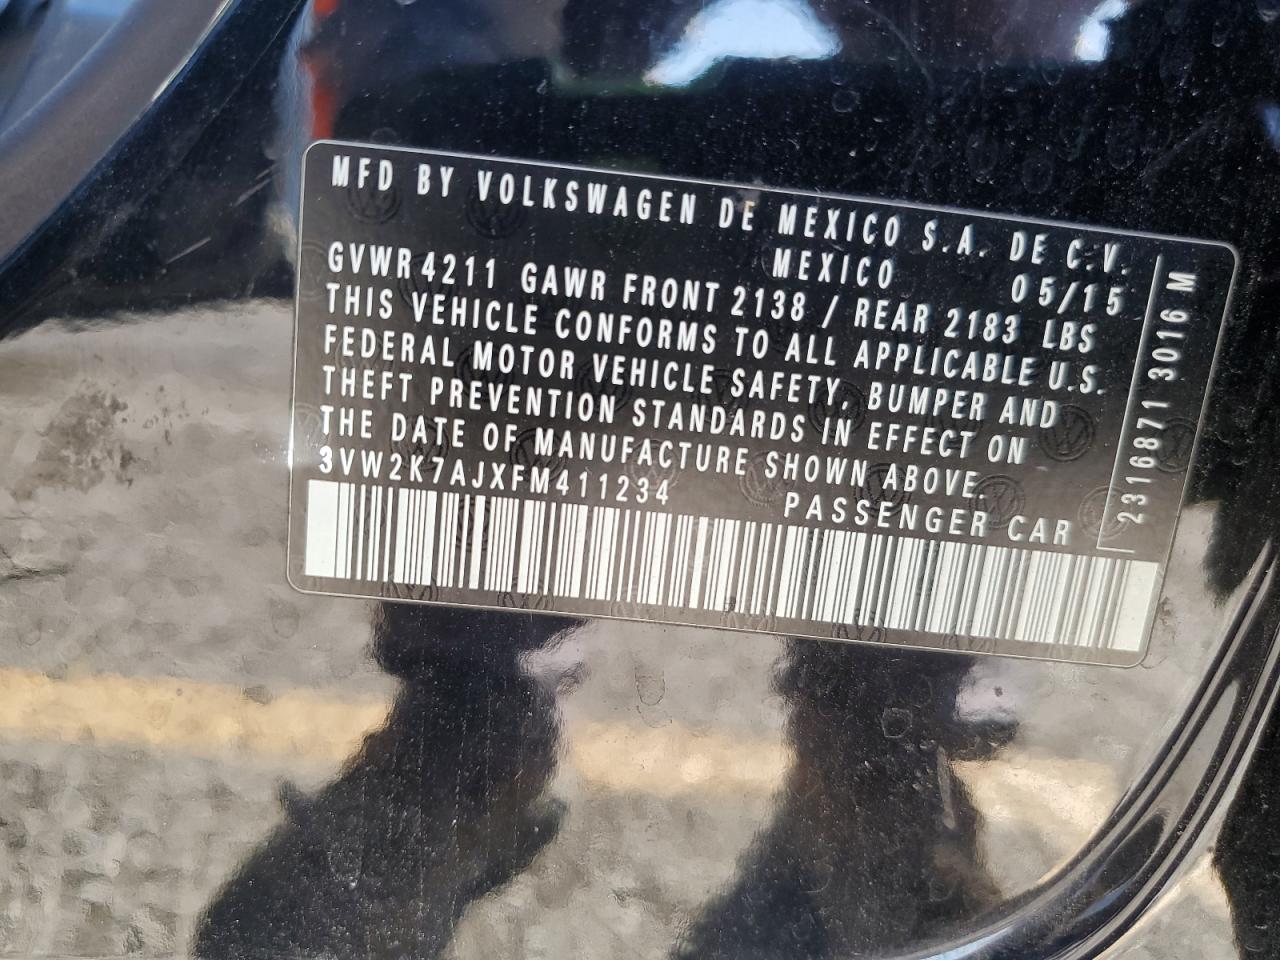 MFD BY VOLKSWAGEN DE MEXICO S.A. DE C.V.
MEXICO 05/15
GVWR 4211 GAWR FRONT 2138 / REAR 2183 LBS
THIS VEHICLE CONFORMS TO ALL APPLICABLE U.S.
FEDERAL MOTOR VEHICLE SAFETY, BUMPER AND
THEFT PREVENTION STANDARDS IN EFFECT ON
THE DATE OF MANUFACTURE SHOWN ABOVE.
3VW2K7AJXFM411234 PASSENGER CAR
2316871 3016 M